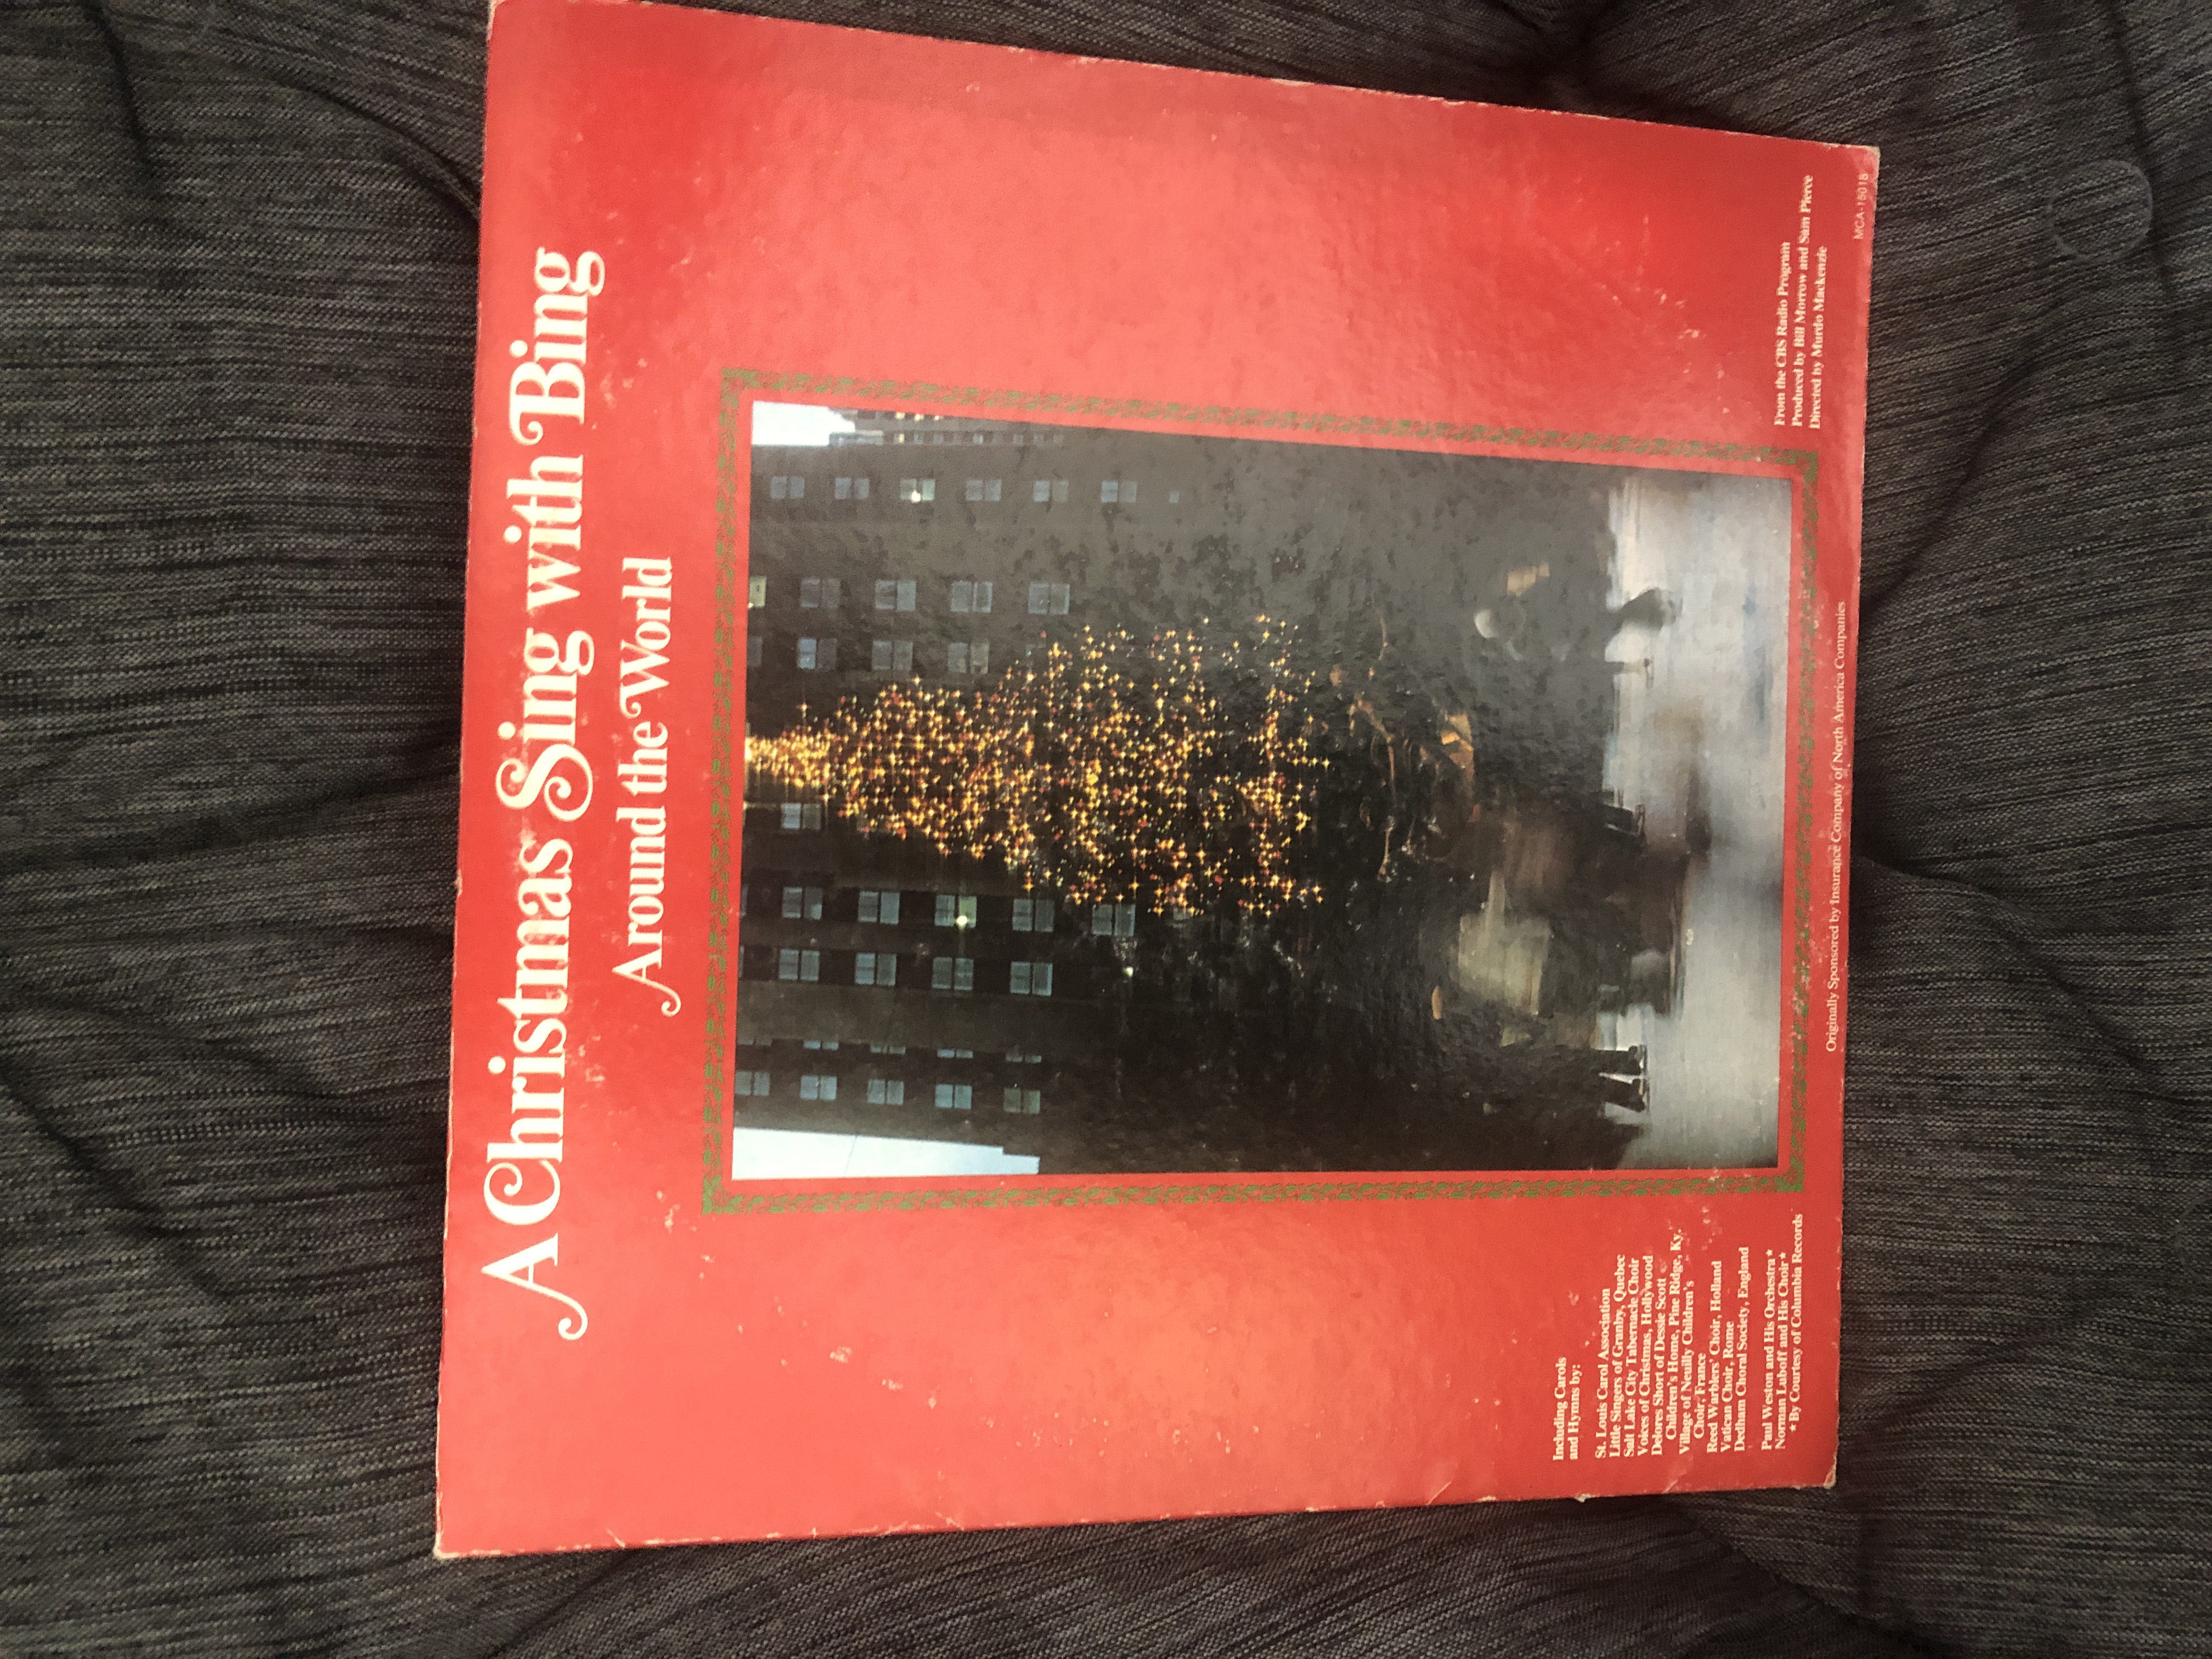 A Christmas Sing with Bing
Around the World
Including Carols
and Hymns by:
St. Louis Carol Association
Little Singers of Granby, Quebec
Salt Lake City Tabernacle Choir
Voices of Christmas, Hollywood
Delores Short of Dessie Scott
Children's Home, Pine Ridge, Ky.
Village of Neuilly Children's
Choir, France
Reed Warblers' Choir, Holland
Vatican Choir, Rome
Dedham Choral Society, England
Paul Weston and His Orchestra★
Norman Luboff and His Choir★
★By Courtesy of Columbia Records
Originally Sponsored by Insurance Company of North America Companies
From the CBS Radio Program
Produced by Bill Morrow and Sam Pierce
Directed by Murdo Mackenzie
MCA-15018